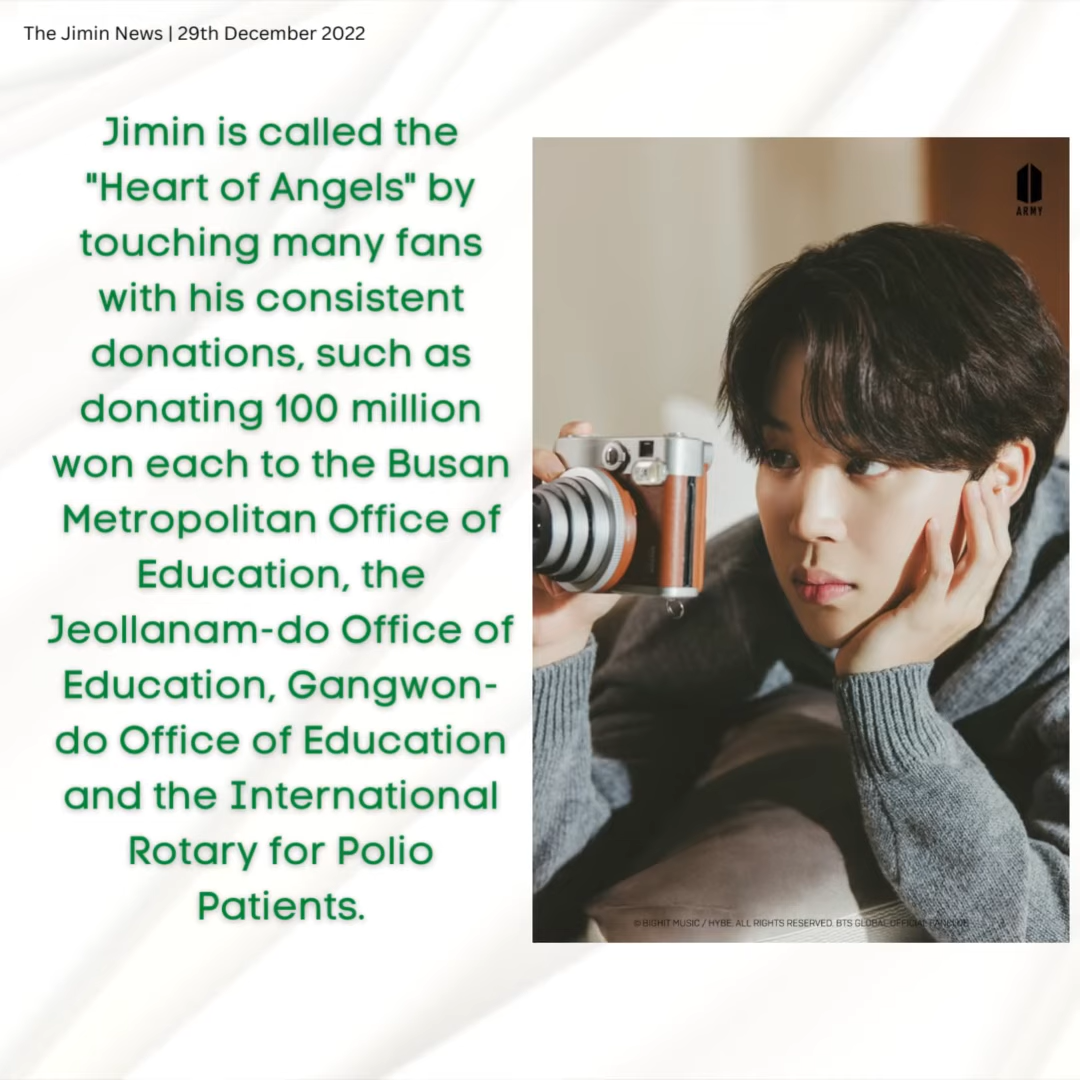 The Jimin News | 29th December 2022
Jimin is called the
"Heart of Angels" by
touching many fans
with his consistent
donations, such as
donating 100 million
won each to the Busan
Metropolitan Office of
Education, the
Jeollanam-do Office of
Education, Gangwon-
do Office of Education
and the International
Rotary for Polio
Patients.
ARMY
© BIGHIT MUSIC / HYBE. ALL RIGHTS RESERVED. BTS GLOBAL OFFICIAL FANCLUB